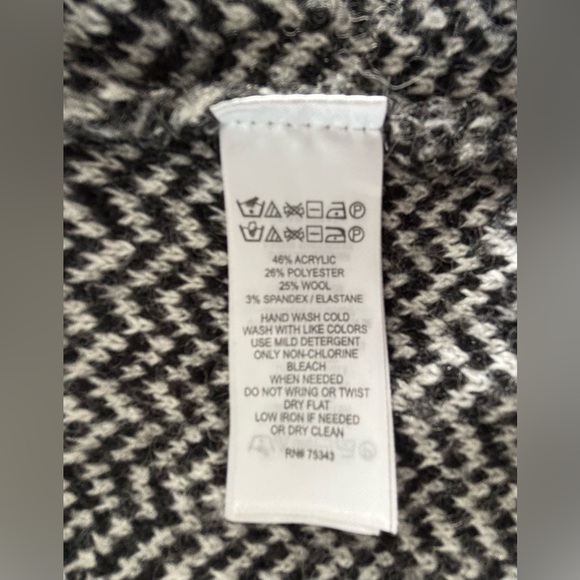 46% ACRYLIC
26% POLYESTER
25% WOOL
3% SPANDEX / ELASTANE
HAND WASH COLD
WASH WITH LIKE COLORS
USE MILD DETERGENT
ONLY NON-CHLORINE
BLEACH
WHEN NEEDED
DO NOT WRING OR TWIST
DRY FLAT
LOW IRON IF NEEDED
OR DRY CLEAN
RN# 75343